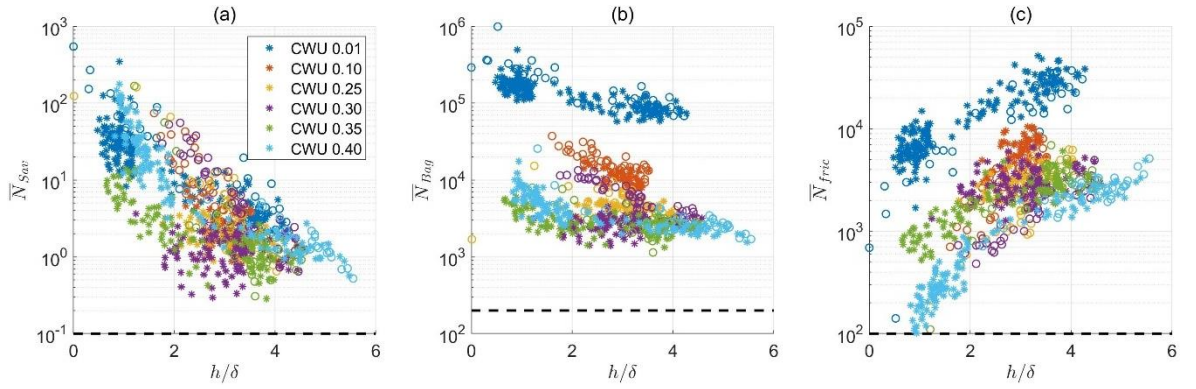 (a)
10^3
10^2
10^1
10^0
10^-1
N̅_Sav
0 2 4 6
h/δ
CWU 0.01
CWU 0.10
CWU 0.25
CWU 0.30
CWU 0.35
CWU 0.40
(b)
10^6
10^5
10^4
10^3
10^2
N̅_Bag
0 2 4 6
h/δ
(c)
10^5
10^4
10^3
10^2
N̅_fric
0 2 4 6
h/δ